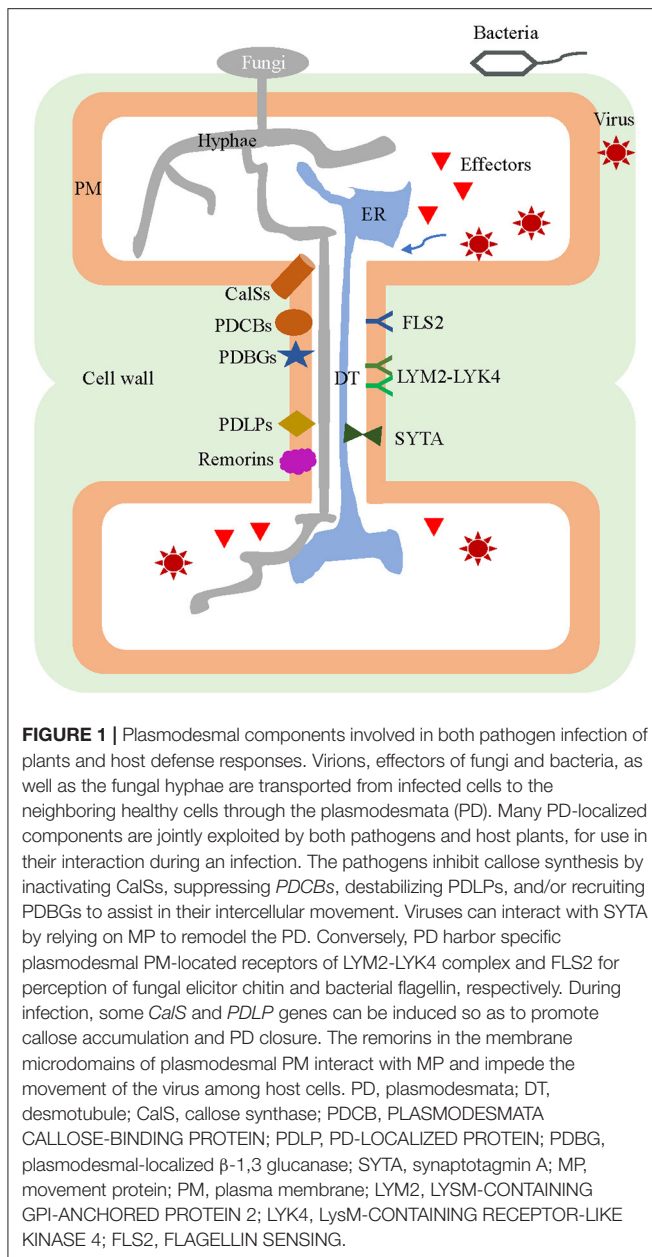 Bacteria
Fungi
Virus
Hyphae
Effectors
PM
ER
CalSs
PDCBs
FLS2
PDBGs
Cell wall
DT
LYM2-LYK4
PDLPs
SYTA
Remorins
FIGURE 1 | Plasmodesmal components involved in both pathogen infection of
plants and host defense responses. Virions, effectors of fungi and bacteria, as
well as the fungal hyphae are transported from infected cells to the
neighboring healthy cells through the plasmodesmata (PD). Many PD-localized
components are jointly exploited by both pathogens and host plants, for use in
their interaction during an infection. The pathogens inhibit callose synthesis by
inactivating CalSs, suppressing PDCBs, destabilizing PDLPs, and/or recruiting
PDBGs to assist in their intercellular movement. Viruses can interact with SYTA
by relying on MP to remodel the PD. Conversely, PD harbor specific
plasmodesmal PM-located receptors of LYM2-LYK4 complex and FLS2 for
perception of fungal elicitor chitin and bacterial flagellin, respectively. During
infection, some CalS and PDLP genes can be induced so as to promote
callose accumulation and PD closure. The remorins in the membrane
microdomains of plasmodesmal PM interact with MP and impede the
movement of the virus among host cells. PD, plasmodesmata; DT,
desmotubule; CalS, callose synthase; PDCB, PLASMODESMATA
CALLOSE-BINDING PROTEIN; PDLP, PD-LOCALIZED PROTEIN; PDBG,
plasmodesmal-localized β-1,3 glucanase; SYTA, synaptotagmin A; MP,
movement protein; PM, plasma membrane; LYM2, LYSM-CONTAINING
GPI-ANCHORED PROTEIN 2; LYK4, LysM-CONTAINING RECEPTOR-LIKE
KINASE 4; FLS2, FLAGELLIN SENSING.